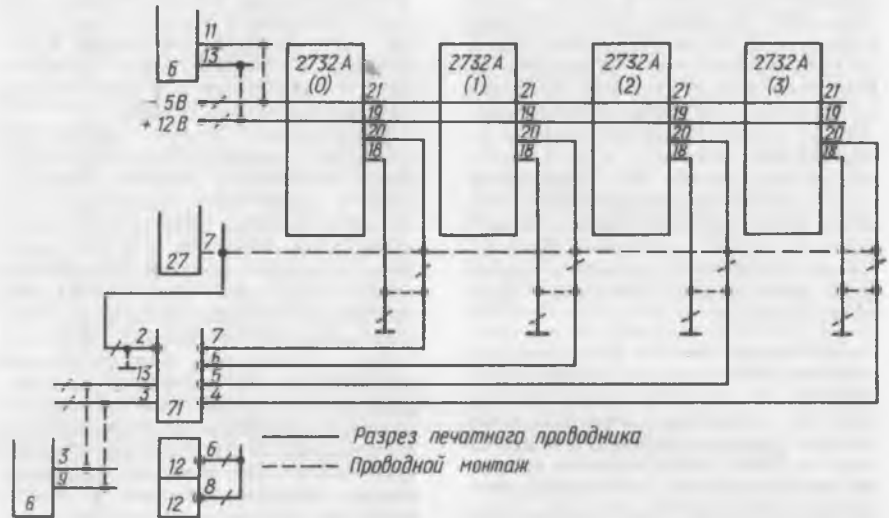 11
13
6
2732A
(0)
2732A
(1)
2732A
(2)
2732A
(3)
21 21 21 21
− 5В
19 19 19 19
+ 12В
20 20 20 20
18 18 18 18
7
27
2 7
6
13 5
3 4
71
Разрез печатного проводника
Проводной монтаж
3
9
6
12 6
12 8